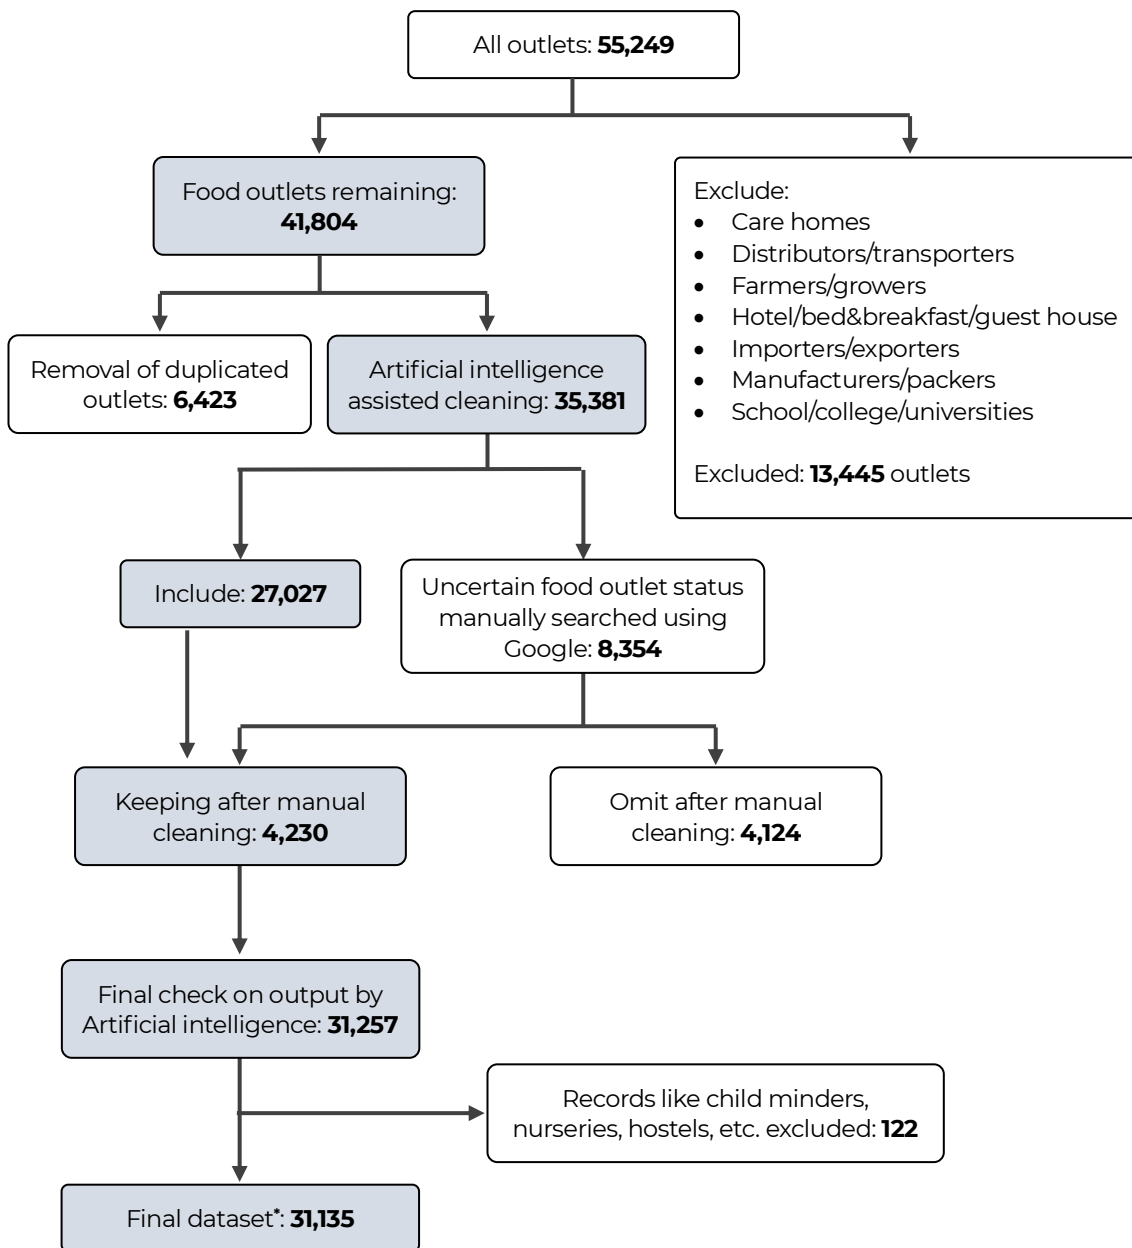 All outlets: 55,249
Food outlets remaining:
41,804
Exclude:
• Care homes
• Distributors/transporters
• Farmers/growers
• Hotel/bed&breakfast/guest house
• Importers/exporters
• Manufacturers/packers
• School/college/universities
Excluded: 13,445 outlets
Removal of duplicated
outlets: 6,423
Artificial intelligence
assisted cleaning: 35,381
Include: 27,027
Uncertain food outlet status
manually searched using
Google: 8,354
Keeping after manual
cleaning: 4,230
Omit after manual
cleaning: 4,124
Final check on output by
Artificial intelligence: 31,257
Records like child minders,
nurseries, hostels, etc. excluded: 122
Final dataset*: 31,135